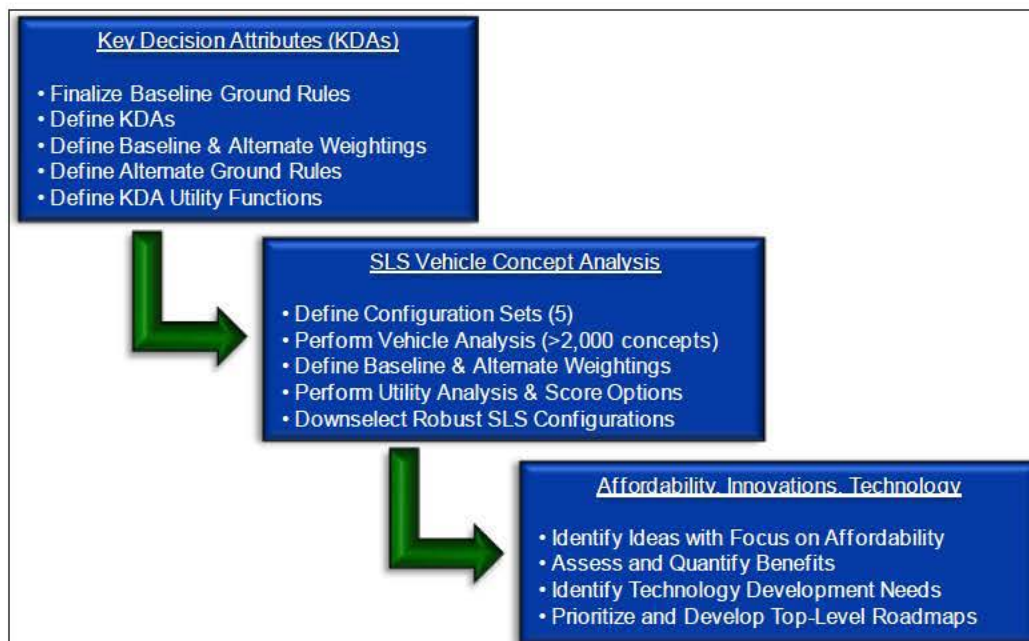 Key Decision Attributes (KDAs)
• Finalize Baseline Ground Rules
• Define KDAs
• Define Baseline & Alternate Weightings
• Define Alternate Ground Rules
• Define KDA Utility Functions
SLS Vehicle Concept Analysis
• Define Configuration Sets (5)
• Perform Vehicle Analysis (>2,000 concepts)
• Define Baseline & Alternate Weightings
• Perform Utility Analysis & Score Options
• Downselect Robust SLS Configurations
Affordability, Innovations, Technology
• Identify Ideas with Focus on Affordability
• Assess and Quantify Benefits
• Identify Technology Development Needs
• Prioritize and Develop Top-Level Roadmaps